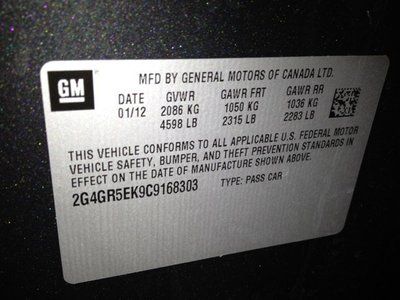 GM
MFD BY GENERAL MOTORS OF CANADA LTD.
DATE GVWR GAWR FRT GAWR RR
01/12 2086 KG 1050 KG 1036 KG
4598 LB 2315 LB 2283 LB
THIS VEHICLE CONFORMS TO ALL APPLICABLE U.S. FEDERAL MOTOR
VEHICLE SAFETY, BUMPER, AND THEFT PREVENTION STANDARDS IN
EFFECT ON THE DATE OF MANUFACTURE SHOWN ABOVE.
2G4GR5EK9C9168303 TYPE: PASS CAR